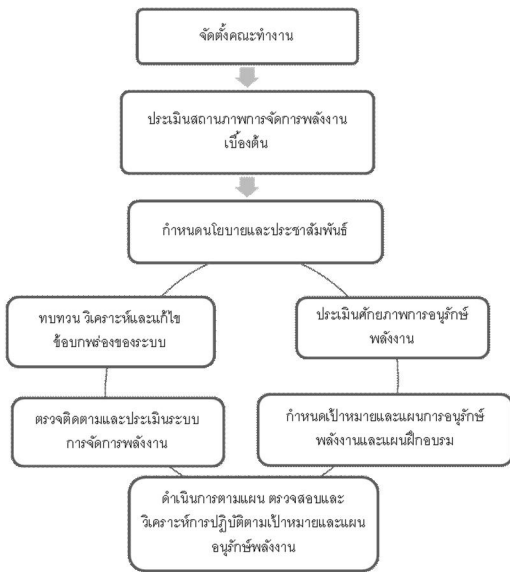 จัดตั้งคณะทำงาน
ประเมินสถานภาพการจัดการพลังงาน
เบื้องต้น
กำหนดนโยบายและประชาสัมพันธ์
ทบทวน วิเคราะห์และแก้ไข
ข้อบกพร่องของระบบ
ประเมินศักยภาพการอนุรักษ์
พลังงาน
ตรวจติดตามและประเมินระบบ
การจัดการพลังงาน
กำหนดเป้าหมายและแผนการอนุรักษ์
พลังงานและแผนฝึกอบรม
ดำเนินการตามแผน ตรวจสอบและ
วิเคราะห์การปฏิบัติตามเป้าหมายและแผน
อนุรักษ์พลังงาน